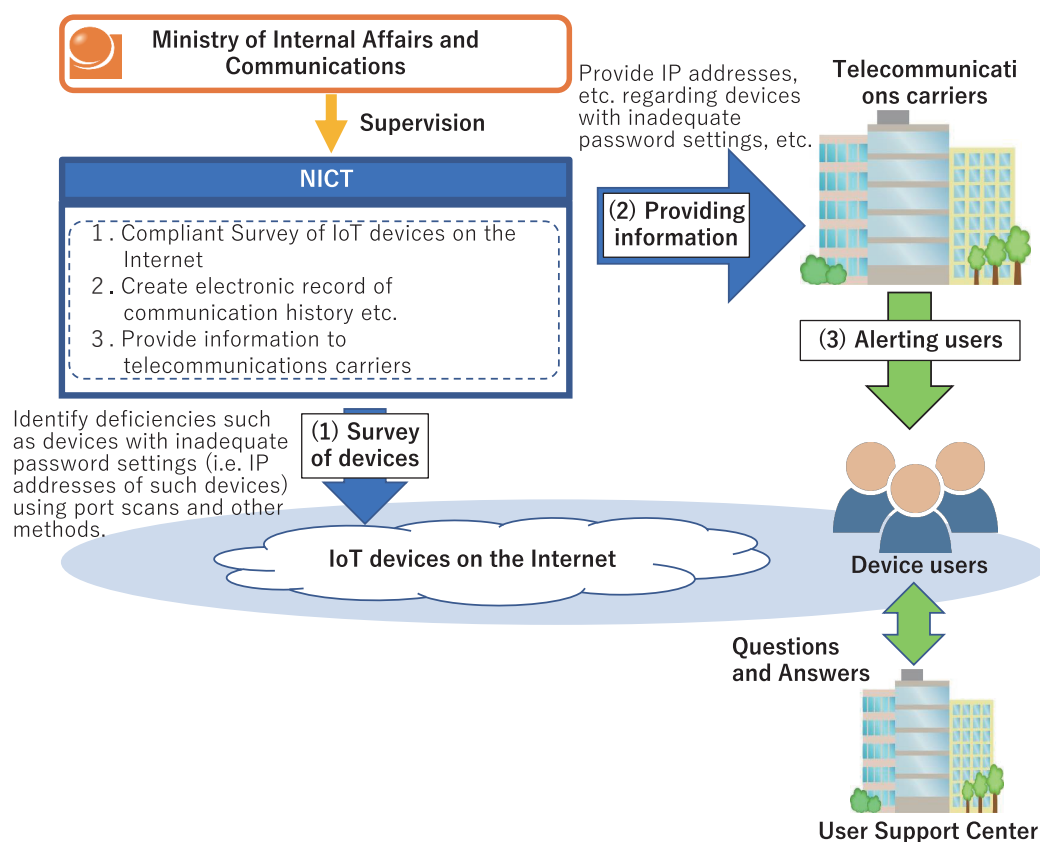 Ministry of Internal Affairs and
Communications
Supervision
NICT
1. Compliant Survey of IoT devices on the
Internet
2. Create electronic record of
communication history etc.
3. Provide information to
telecommunications carriers
Provide IP addresses,
etc. regarding devices
with inadequate
password settings, etc.
(2) Providing
information
Telecommunicati
ons carriers
(3) Alerting users
Identify deficiencies such
as devices with inadequate
password settings (i.e. IP
addresses of such devices)
using port scans and other
methods.
(1) Survey
of devices
IoT devices on the Internet
Device users
Questions
and Answers
User Support Center